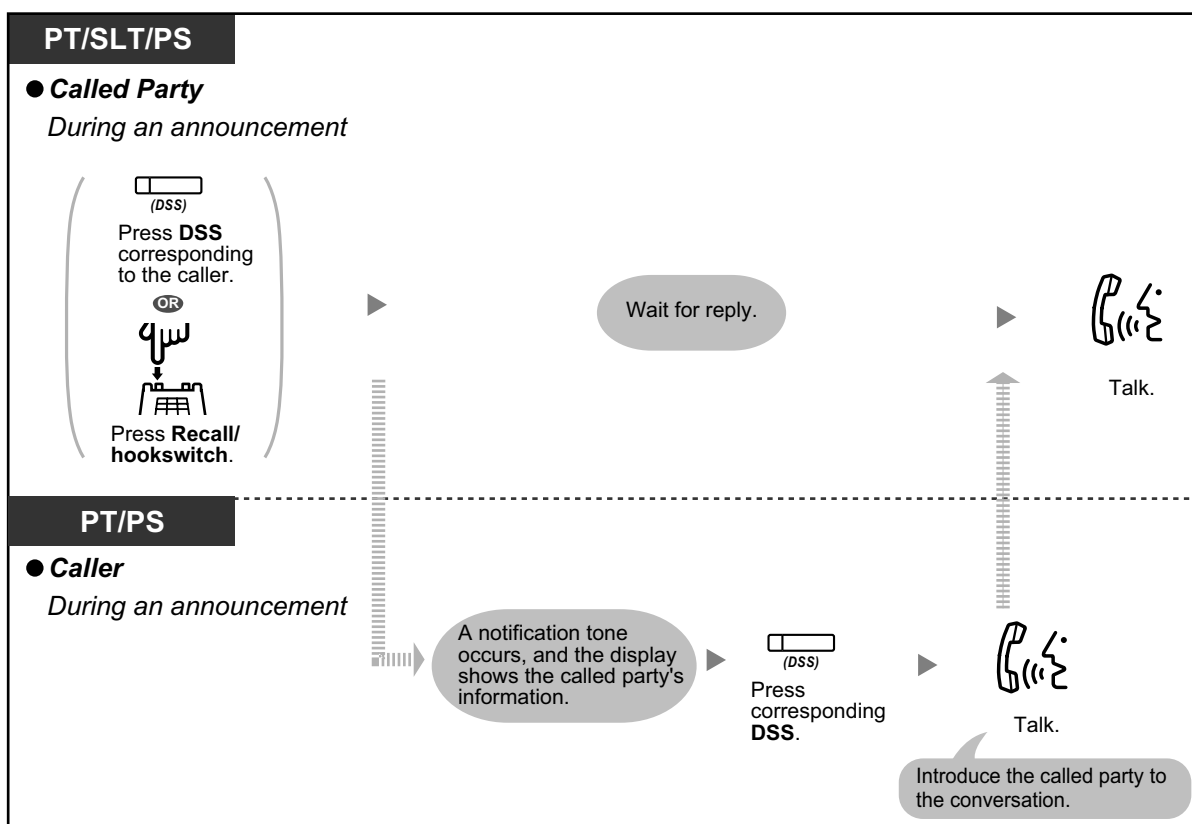 PT/SLT/PS
● Called Party
During an announcement
(DSS)
Press DSS
corresponding
to the caller.
OR
Press Recall/
hookswitch.
Wait for reply.
Talk.
PT/PS
● Caller
During an announcement
A notification tone
occurs, and the display
shows the called party's
information.
(DSS)
Press
corresponding
DSS.
Talk.
Introduce the called party to
the conversation.